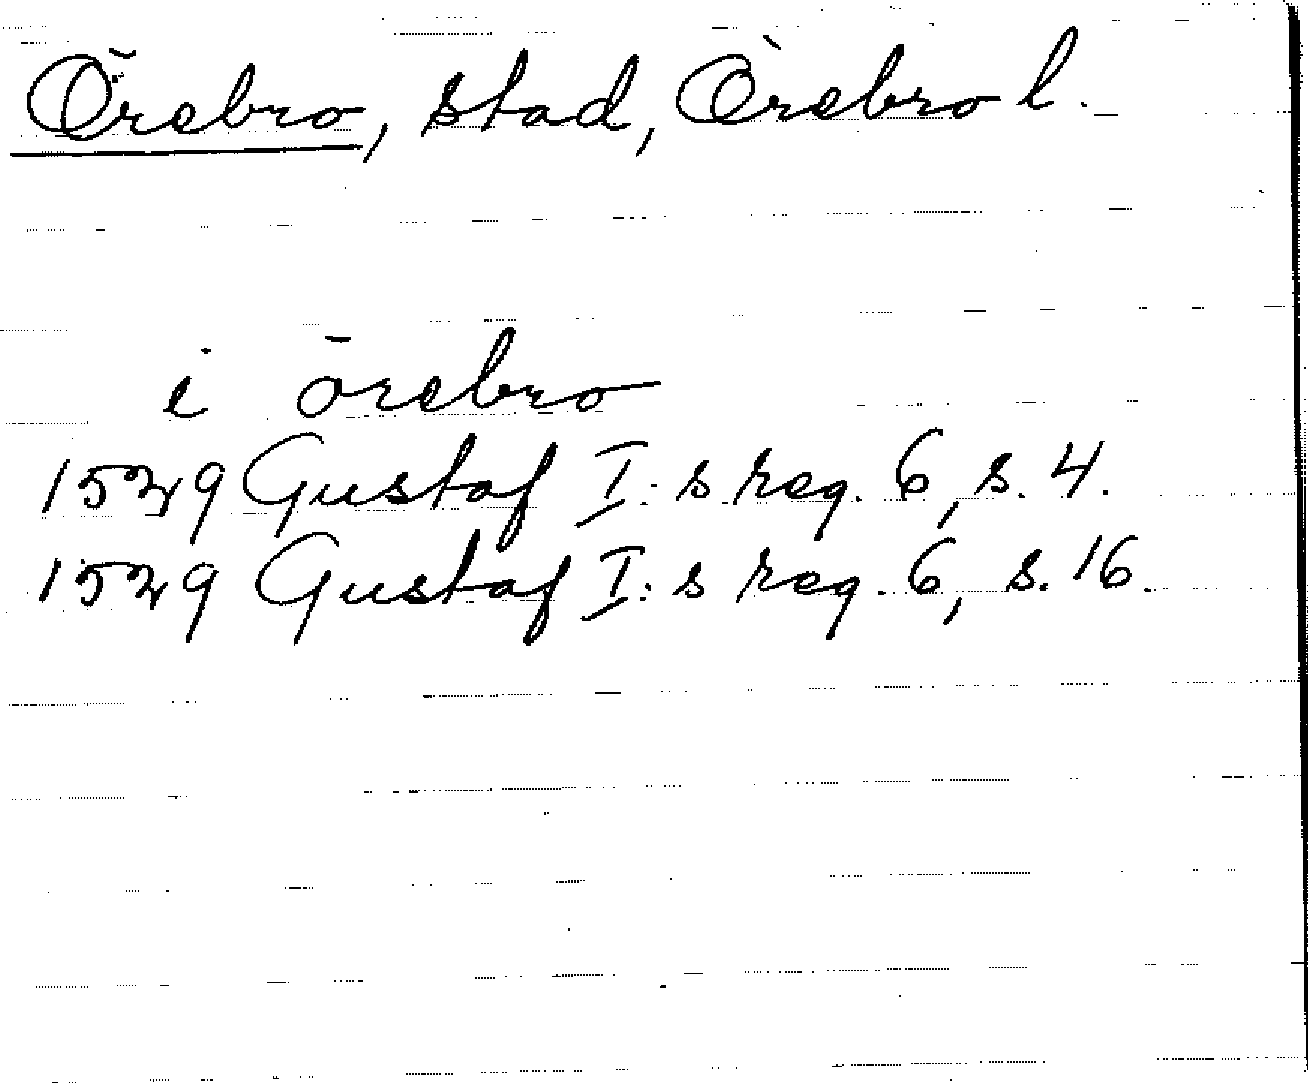 Örebro, stad, Örebro l.
i örebro
1529 Gustaf I:s reg. 6, s. 4.
1529 Gustaf I:s reg. 6, s. 16.